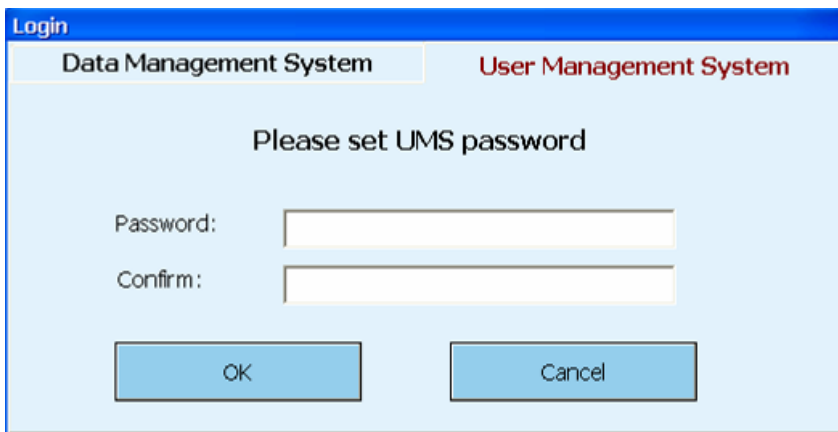 Login
Data Management System User Management System
Please set UMS password
Password:
Confirm:
OK Cancel